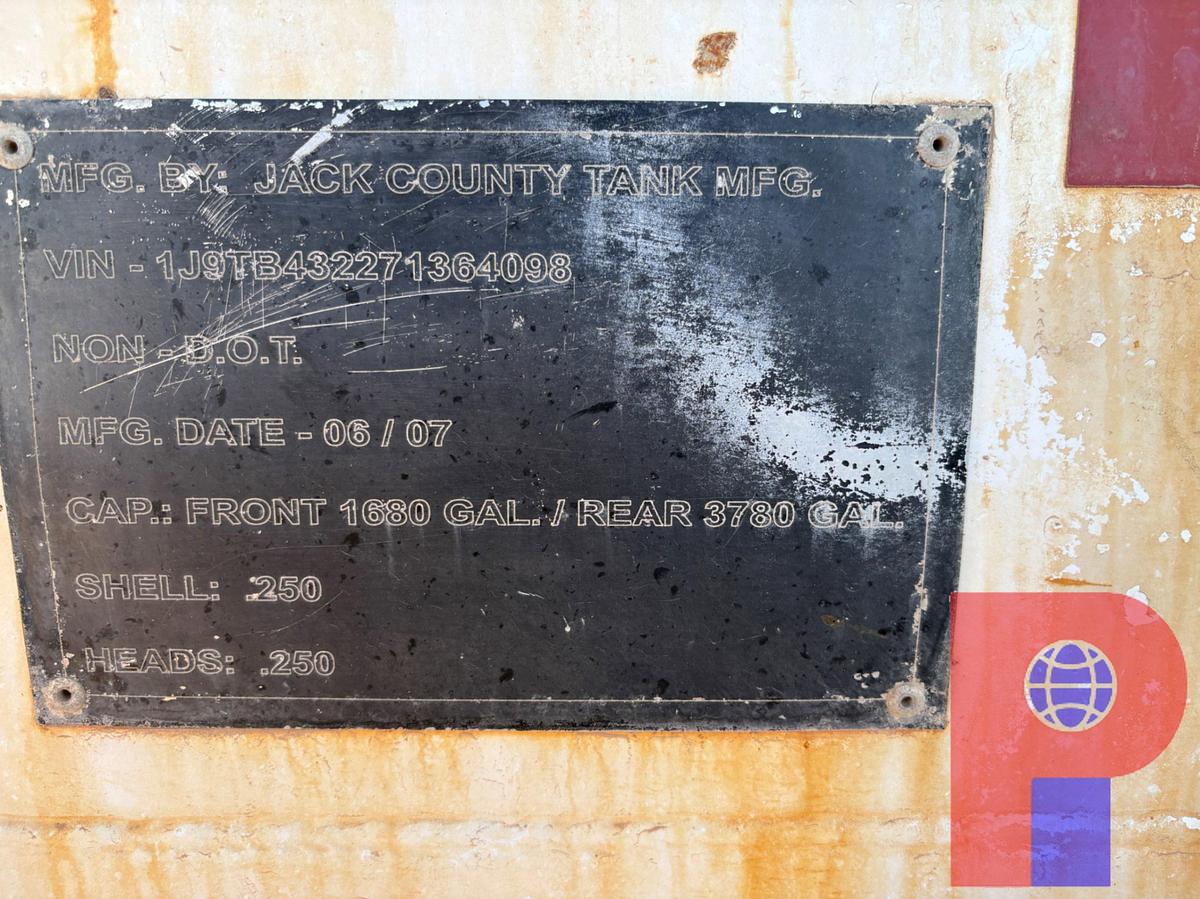 MFG. BY: JACK COUNTY TANK MFG.
VIN - 1J9TB432271364098
NON - D.O.T.
MFG. DATE - 06 / 07
CAP.: FRONT 1680 GAL. / REAR 3780 GAL.
SHELL: .250
HEADS: .250